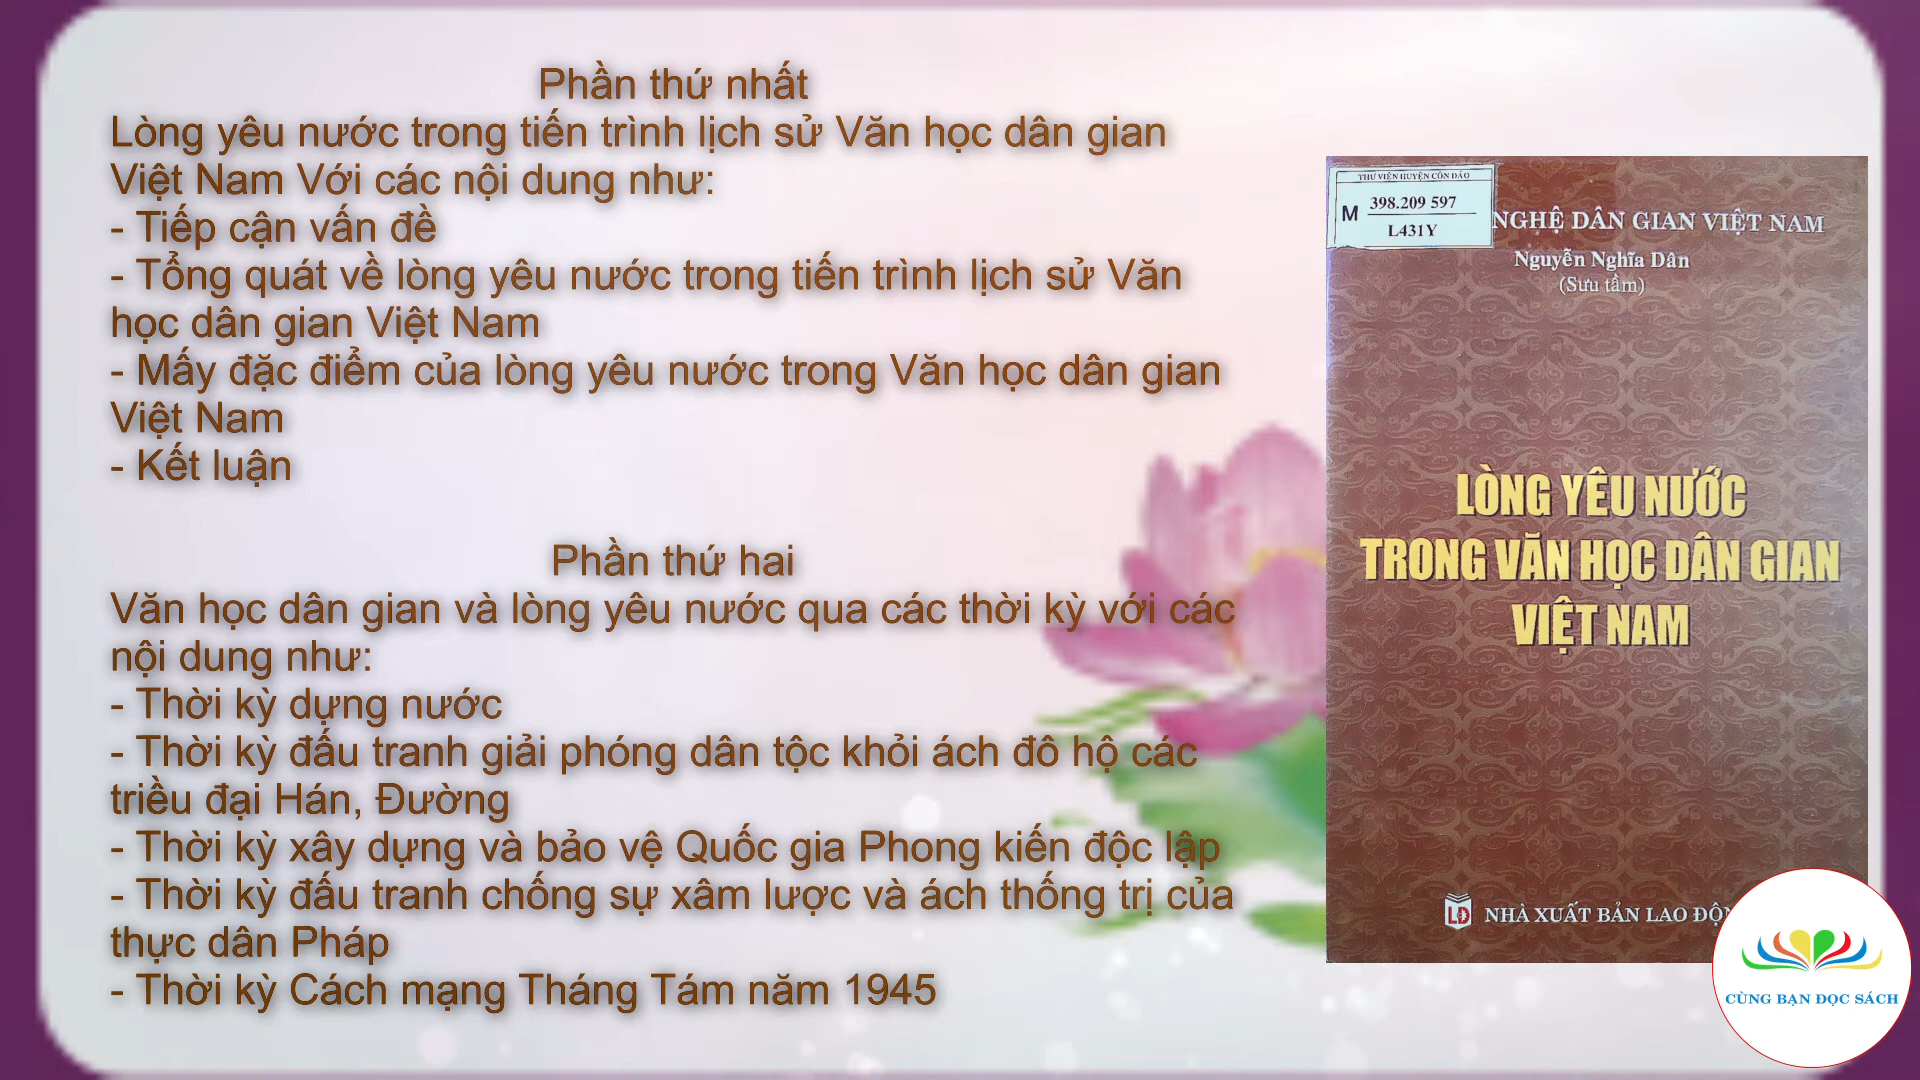 Phần thứ nhất
Lòng yêu nước trong tiến trình lịch sử Văn học dân gian
Việt Nam Với các nội dung như:
- Tiếp cận vấn đề
- Tổng quát về lòng yêu nước trong tiến trình lịch sử Văn
học dân gian Việt Nam
- Mấy đặc điểm của lòng yêu nước trong Văn học dân gian
Việt Nam
- Kết luận
Phần thứ hai
Văn học dân gian và lòng yêu nước qua các thời kỳ với các
nội dung như:
- Thời kỳ dựng nước
- Thời kỳ đấu tranh giải phóng dân tộc khỏi ách đô hộ các
triều đại Hán, Đường
- Thời kỳ xây dựng và bảo vệ Quốc gia Phong kiến độc lập
- Thời kỳ đấu tranh chống sự xâm lược và ách thống trị của
thực dân Pháp
- Thời kỳ Cách mạng Tháng Tám năm 1945
THƯ VIỆN HUYỆN CÔN ĐẢO
M 398.209 597
L431Y
NGHỆ DÂN GIAN VIỆT NAM
Nguyễn Nghĩa Dân
(Sưu tầm)
LÒNG YÊU NƯỚC
TRONG VĂN HỌC DÂN GIAN
VIỆT NAM
LĐ NHÀ XUẤT BẢN LAO
CÙNG BẠN ĐỌC SÁCH